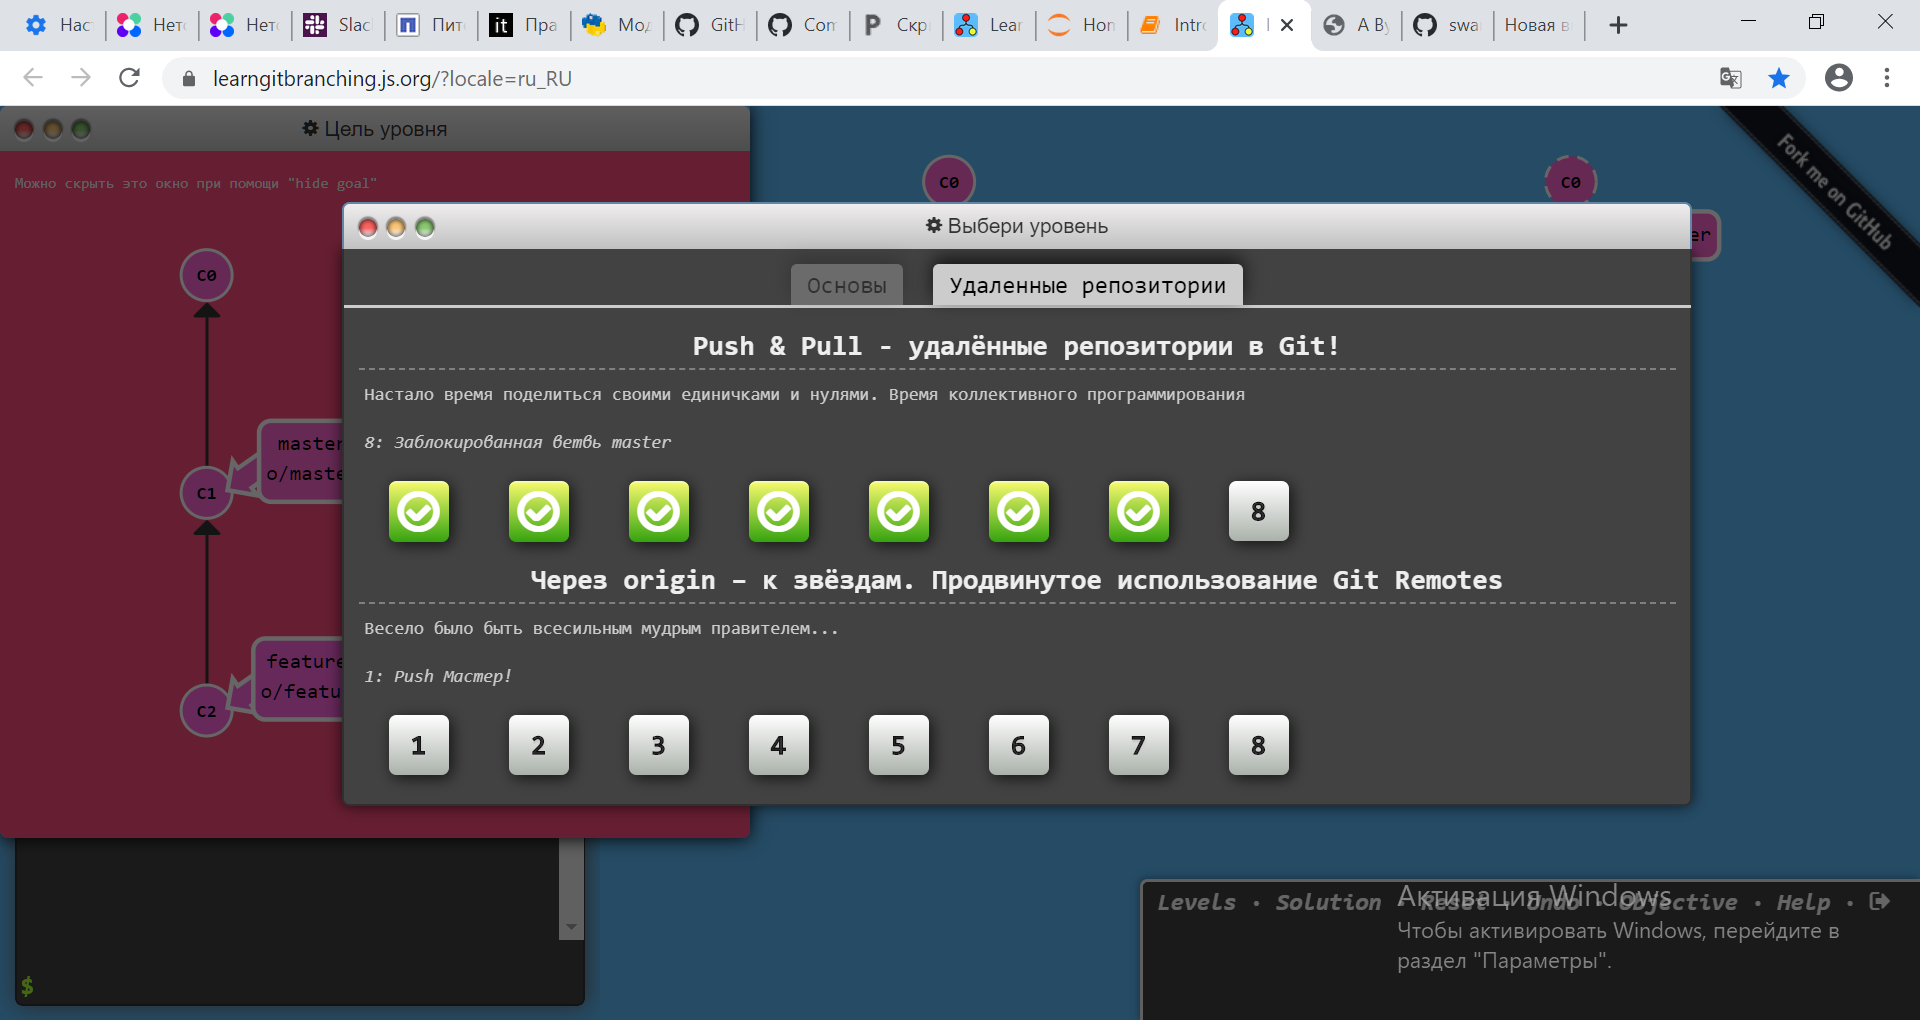 Нас
Нет
Нет
Slac
Пит
Пра
Мод
GitH
Com
Скр
Lear
Hom
Intro
A By
swa
Новая в
learngitbranching.js.org/?locale=ru_RU
Цель уровня
Можно скрыть это окно при помощи "hide goal"
C0
C1
master
o/maste
C2
feature
o/featu
C0
C0
er
Fork me on GitHub
Выбери уровень
Основы
Удаленные репозитории
Push & Pull - удалённые репозитории в Git!
Настало время поделиться своими единичками и нулями. Время коллективного программирования
8: Заблокированная ветвь master
8
Через origin – к звёздам. Продвинутое использование Git Remotes
Весело было быть всесильным мудрым правителем...
1: Push Мастер!
1 2 3 4 5 6 7 8
$
Levels • Solution • Reset • Undo • Objective • Help •
Активация Windows
Чтобы активировать Windows, перейдите в
раздел "Параметры".